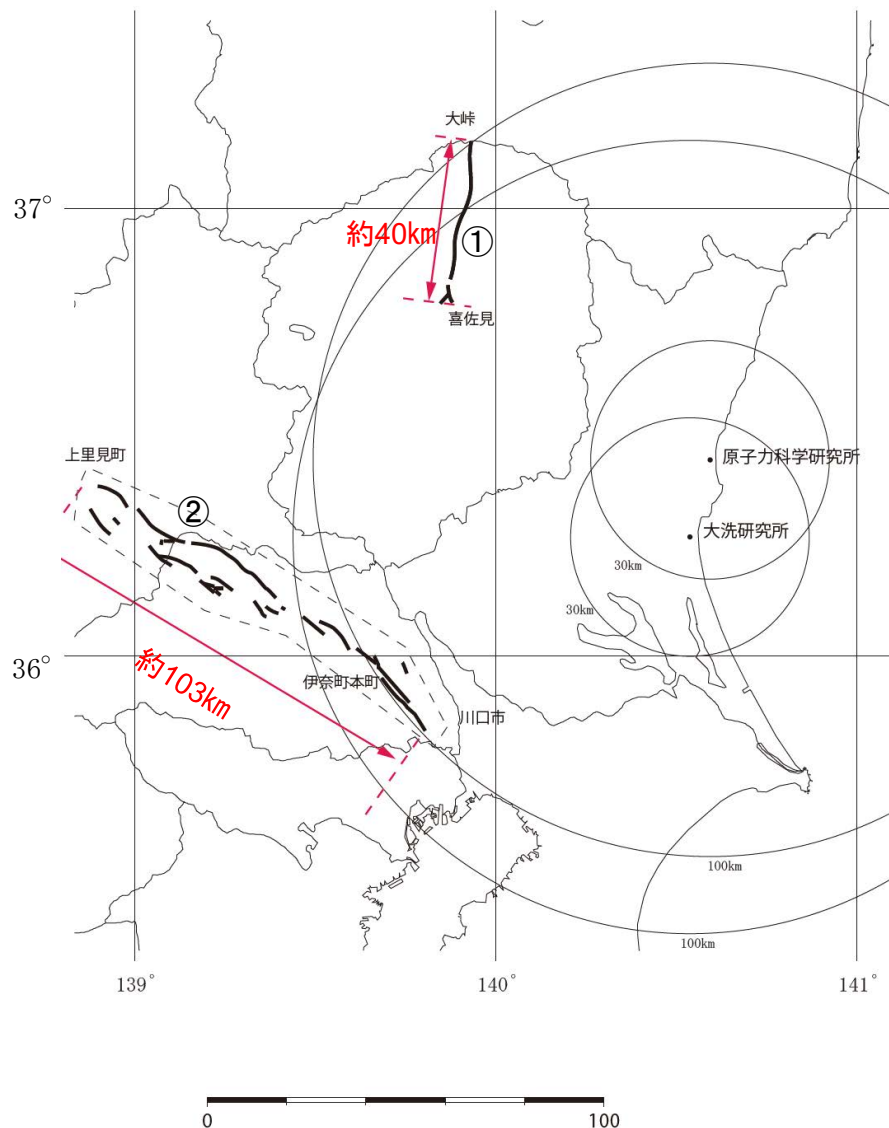 大峠
37°
約40㎞
①
喜佐見
上里見町
原子力科学研究所
②
大洗研究所
30km
30km
36°
約103㎞
伊奈町本町
川口市
100km
100km
139°
140°
141°
0
100